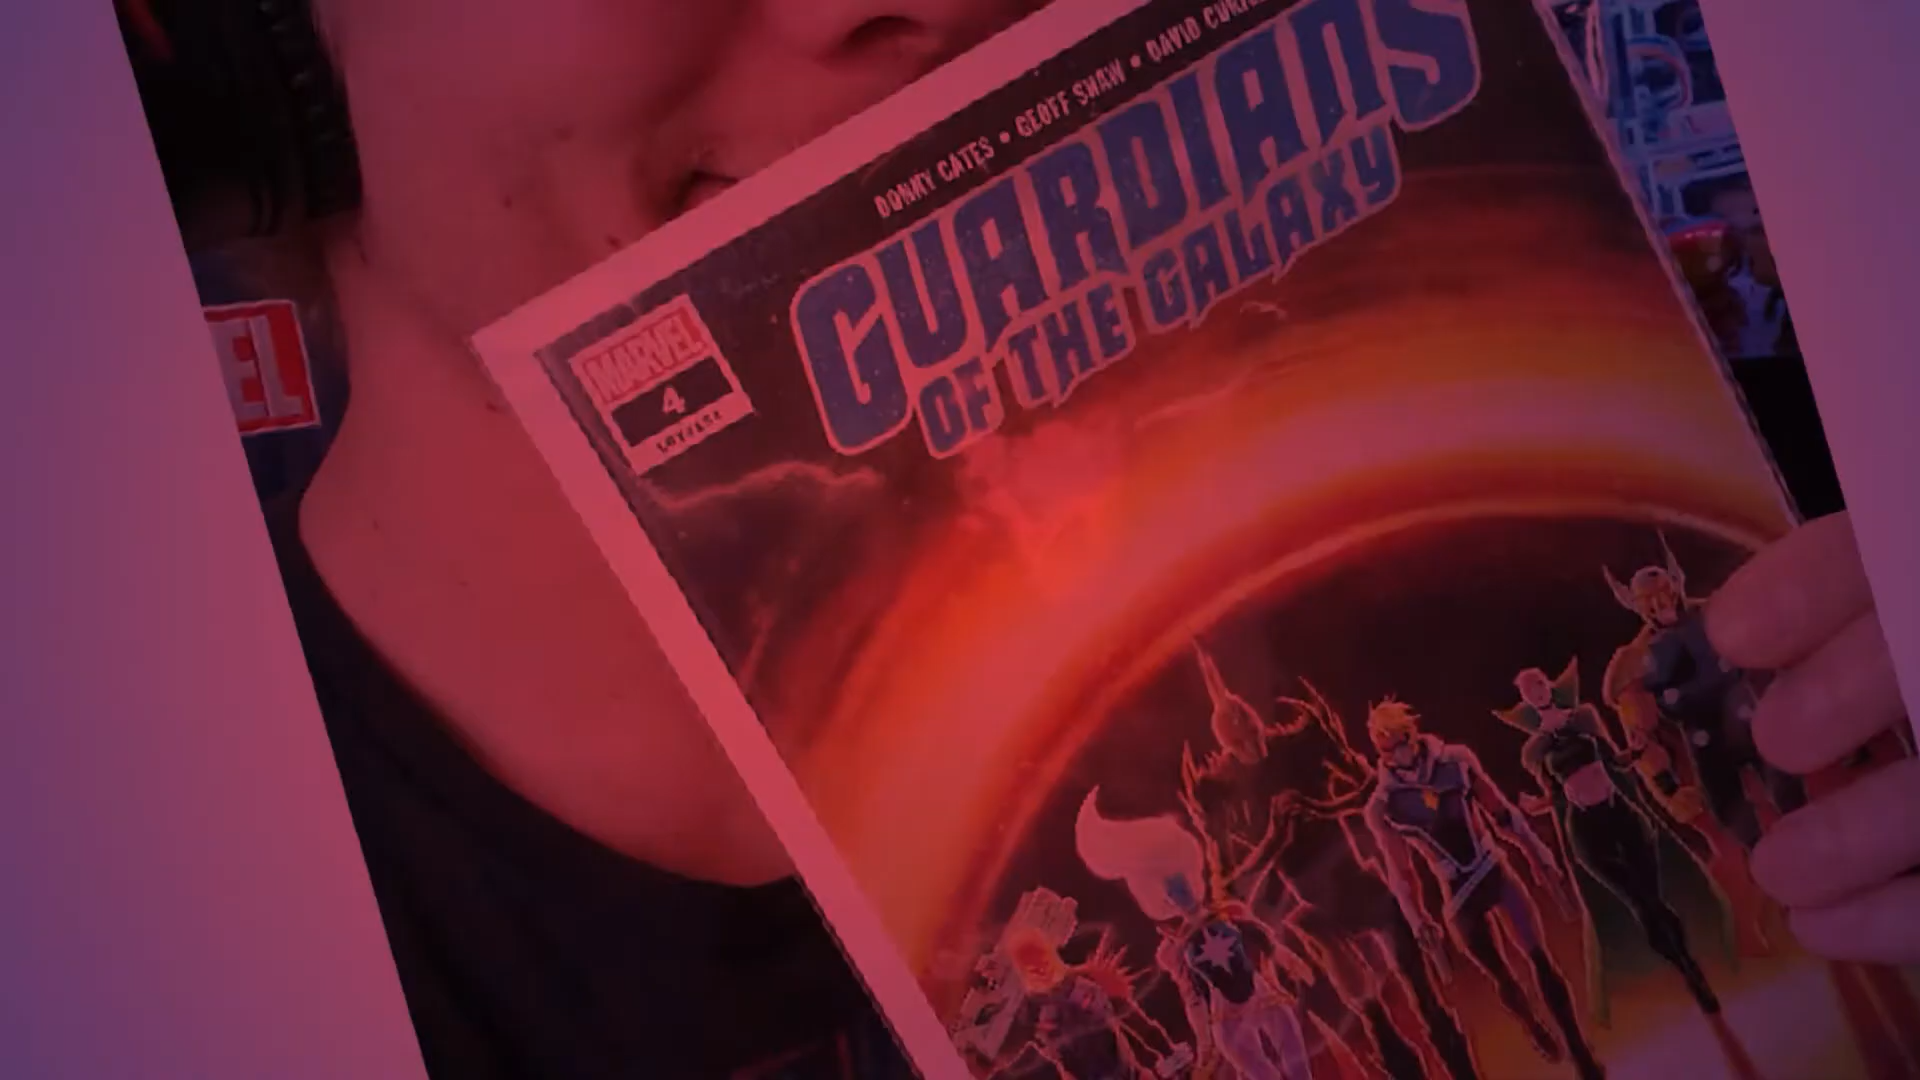 DONNY CATES • GEOFF SHAW • DAVID
GUARDIANS
OF THE GALAXY
MARVEL
4
EL